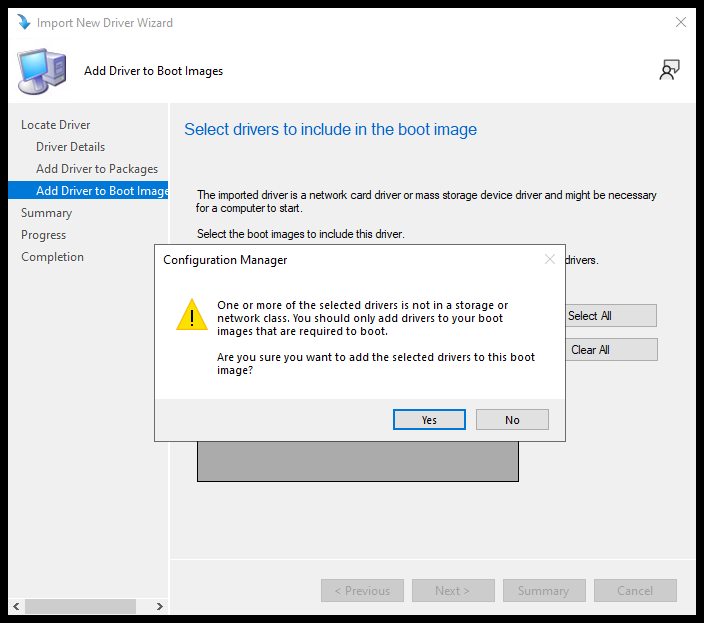 Import New Driver Wizard
Add Driver to Boot Images
Locate Driver
Driver Details
Add Driver to Packages
Add Driver to Boot Image
Summary
Progress
Completion
Select drivers to include in the boot image
The imported driver is a network card driver or mass storage device driver and might be necessary
for a computer to start.
Select the boot images to include this driver.
drivers.
Select All
Clear All
Configuration Manager
One or more of the selected drivers is not in a storage or
network class. You should only add drivers to your boot
images that are required to boot.
Are you sure you want to add the selected drivers to this boot
image?
Yes
No
< Previous
Next >
Summary
Cancel